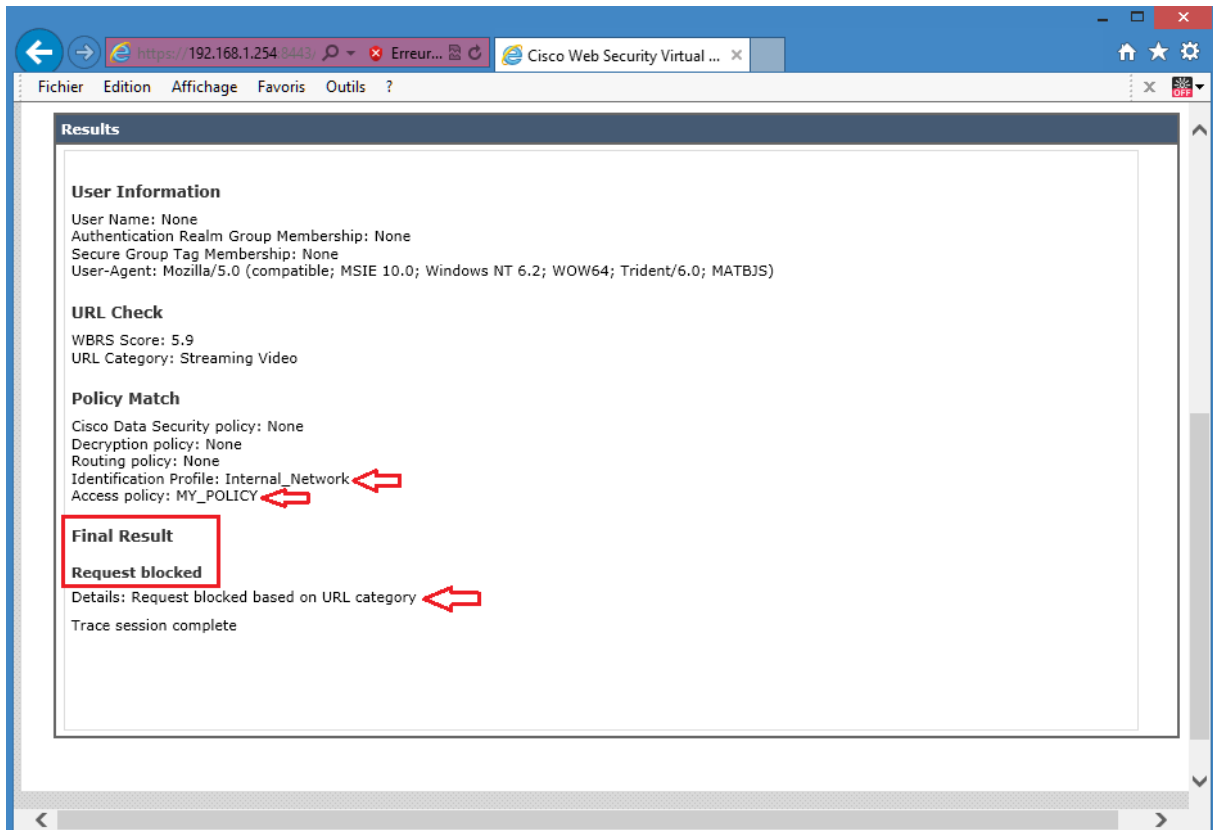 https://192.168.1.254:8443/
Erreur...
Cisco Web Security Virtual ...
Fichier Edition Affichage Favoris Outils ?
OFF
Results
User Information
User Name: None
Authentication Realm Group Membership: None
Secure Group Tag Membership: None
User-Agent: Mozilla/5.0 (compatible; MSIE 10.0; Windows NT 6.2; WOW64; Trident/6.0; MATBJS)
URL Check
WBRS Score: 5.9
URL Category: Streaming Video
Policy Match
Cisco Data Security policy: None
Decryption policy: None
Routing policy: None
Identification Profile: Internal_Network
Access policy: MY_POLICY
Final Result
Request blocked
Details: Request blocked based on URL category
Trace session complete